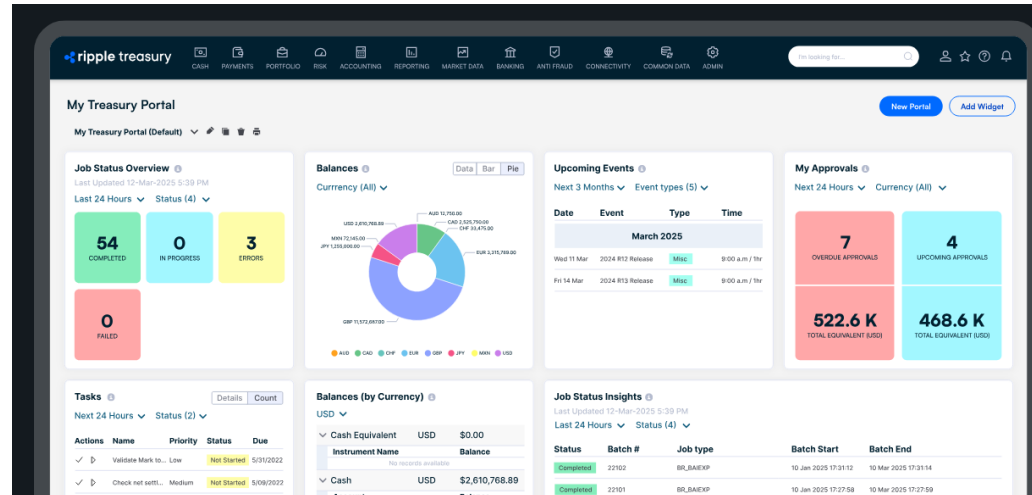 ripple treasury
CASH PAYMENTS PORTFOLIO RISK ACCOUNTING REPORTING MARKET DATA BANKING ANTI FRAUD CONNECTIVITY COMMON DATA ADMIN
I'm looking for...
My Treasury Portal
New Portal Add Widget
My Treasury Portal (Default)
Job Status Overview
Last Updated 12-Mar-2025 5:39 PM
Last 24 Hours Status (4)
54
COMPLETED
0
IN PROGRESS
3
ERRORS
0
FAILED
Balances
Data Bar Pie
Currrency (All)
AUD 12,750.00
USD 2,610,768.89
CAD 2,525,750.00
CHF 33,475.00
MXN 72,145.00
JPY 1,255,000.00
EUR 3,215,769.00
GBP 11,572,697.00
AUD CAD CHF EUR GBP JPY MXN USD
Upcoming Events
Next 3 Months Event types (5)
Date Event Type Time
March 2025
Wed 11 Mar 2024 R12 Release Misc 9:00 a.m / 1hr
Fri 14 Mar 2024 R13 Release Misc 9:00 a.m / 1hr
My Approvals
Next 24 Hours Currency (All)
7
OVERDUE APPROVALS
4
UPCOMING APPROVALS
522.6 K
TOTAL EQUIVALENT (USD)
468.6 K
TOTAL EQUIVALENT (USD)
Tasks
Details Count
Next 24 Hours Status (2)
Actions Name Priority Status Due
Validate Mark to... Low Not Started 5/31/2022
Check net settl... Medium Not Started 5/09/2022
Balances (by Currency)
USD
Cash Equivalent USD $0.00
Instrument Name Balance
No records available
Cash USD $2,610,768.89
Job Status Insights
Last Updated 12-Mar-2025 5:39 PM
Last 24 Hours Status (4)
Status Batch # Job type Batch Start Batch End
Completed 22102 BR_BAIEXP 10 Jan 2025 17:31:12 10 Mar 2025 17:31:14
Completed 22101 BR_BAIEXP 10 Jan 2025 17:27:58 10 Mar 2025 17:27:59